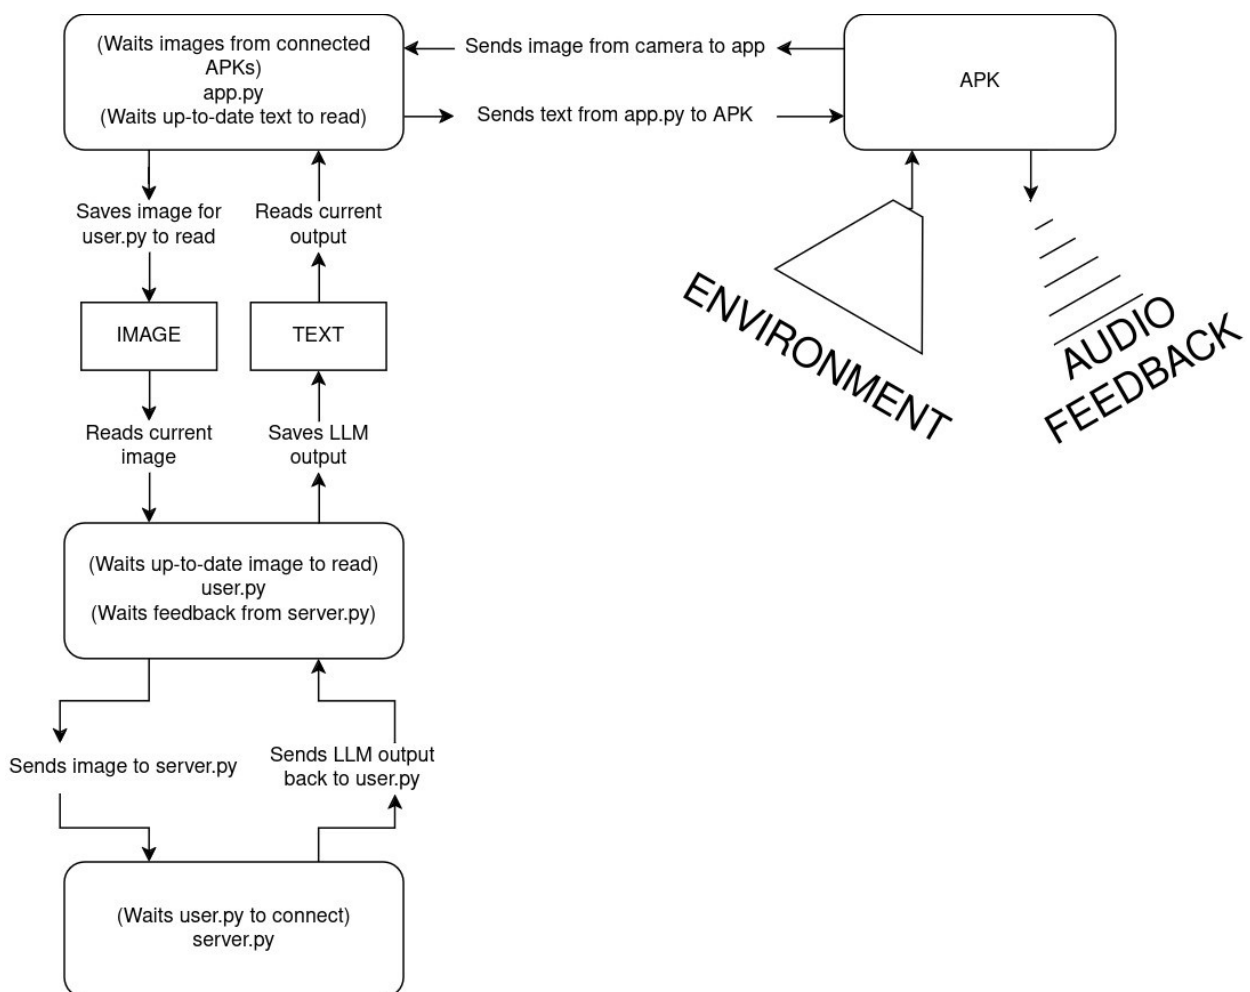 (Waits images from connected
APKs)
app.py
(Waits up-to-date text to read)
Sends image from camera to app
Sends text from app.py to APK
APK
Saves image for
user.py to read
Reads current
output
IMAGE
TEXT
ENVIRONMENT
AUDIO
FEEDBACK
Reads current
image
Saves LLM
output
(Waits up-to-date image to read)
user.py
(Waits feedback from server.py)
Sends image to server.py
Sends LLM output
back to user.py
(Waits user.py to connect)
server.py